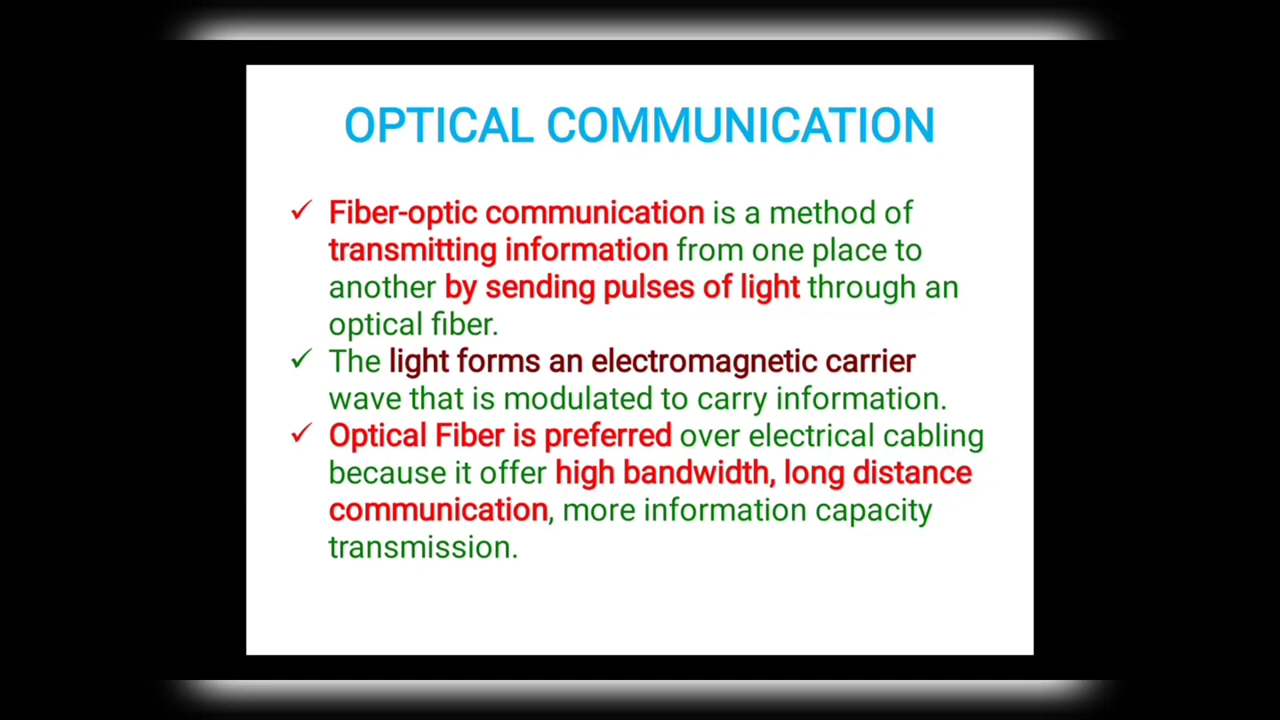 OPTICAL COMMUNICATION
✓ Fiber-optic communication is a method of
transmitting information from one place to
another by sending pulses of light through an
optical fiber.
✓ The light forms an electromagnetic carrier
wave that is modulated to carry information.
✓ Optical Fiber is preferred over electrical cabling
because it offer high bandwidth, long distance
communication, more information capacity
transmission.